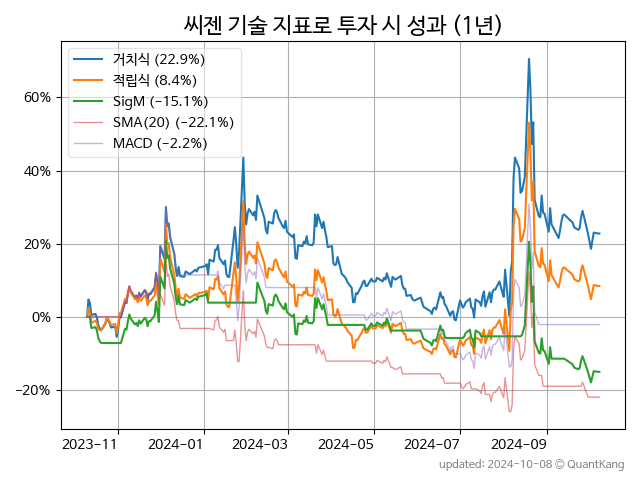 씨젠 기술 지표로 투자 시 성과 (1년)
거치식 (22.9%)
적립식 (8.4%)
SigM (−15.1%)
SMA(20) (−22.1%)
MACD (−2.2%)
60%
40%
20%
0%
−20%
2023-11 2024-01 2024-03 2024-05 2024-07 2024-09
updated: 2024-10-08 © QuantKang